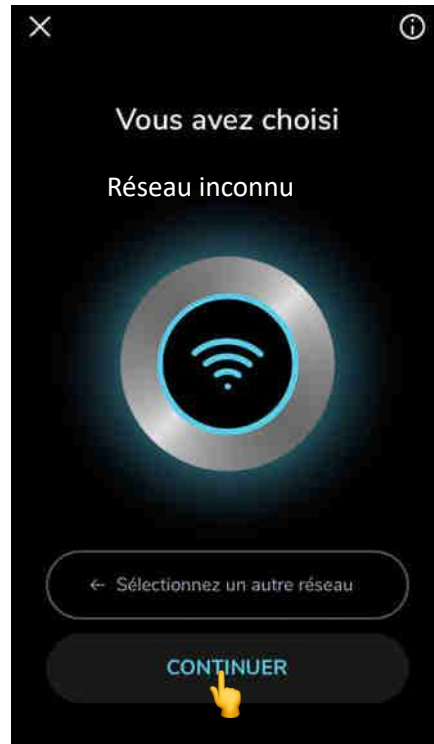 Vous avez choisi
Réseau inconnu
← Sélectionnez un autre réseau
CONTINUER